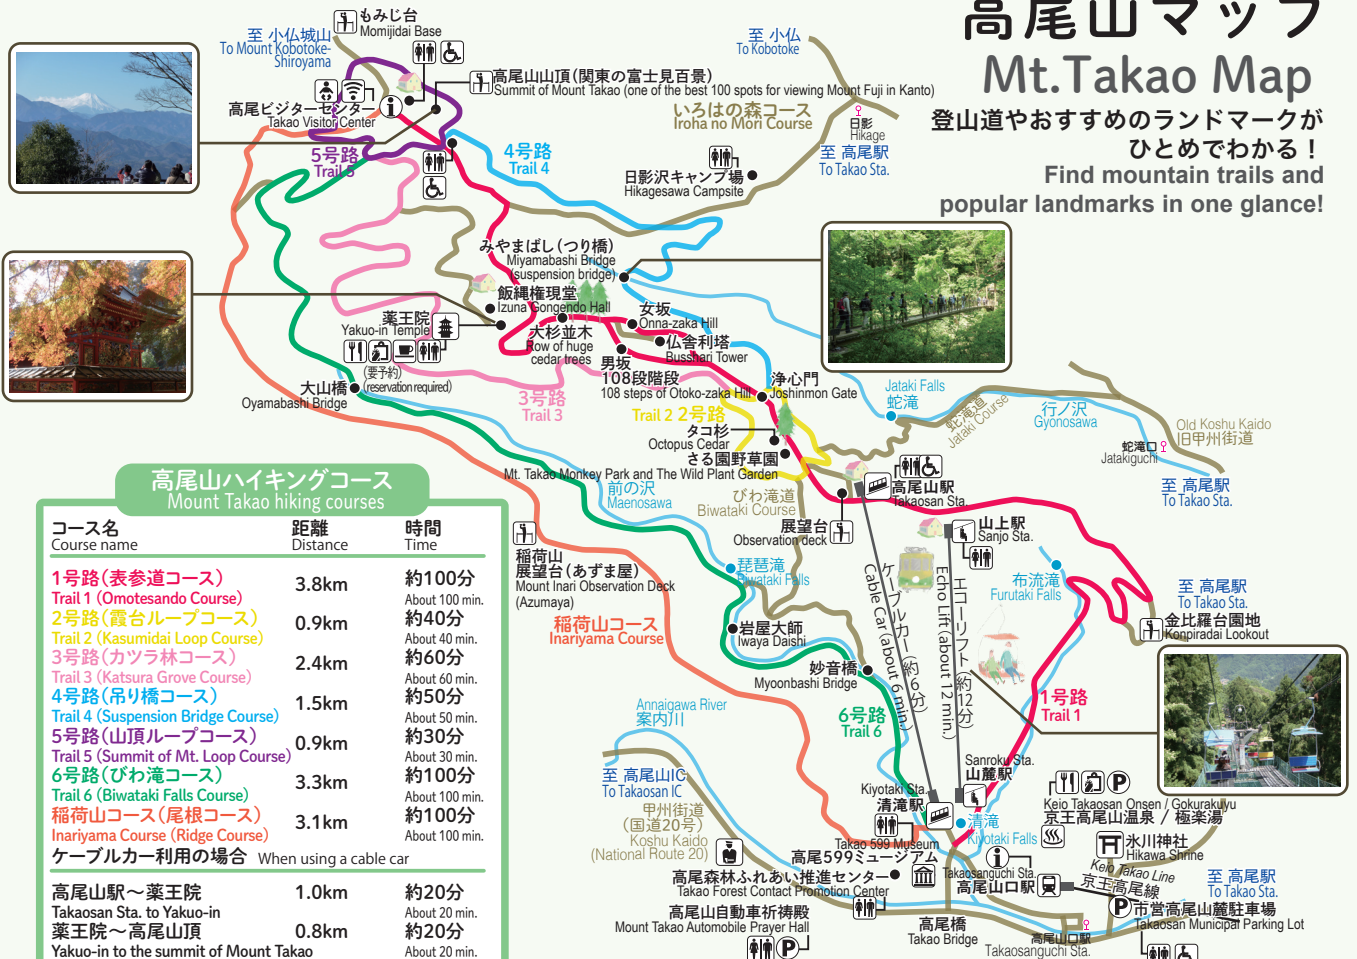 高尾山マップ
Mt.Takao Map
登山道やおすすめのランドマークが
ひとめでわかる！
Find mountain trails and
popular landmarks in one glance!
もみじ台
Momijidai Base
至 小仏城山
To Mount Kobotoke-
Shiroyama
至 小仏
To Kobotoke
高尾山山頂（関東の富士見百景）
Summit of Mount Takao (one of the best 100 spots for viewing Mount Fuji in Kanto)
高尾ビジターセンター
Takao Visitor Center
いろはの森コース
Iroha no Mori Course
日影
Hikage
至 高尾駅
To Takao Sta.
5号路
Trail 5
4号路
Trail 4
日影沢キャンプ場
Hikagesawa Campsite
みやまばし（つり橋）
Miyamabashi Bridge
(suspension bridge)
飯縄権現堂
Izuna Gongendo Hall
薬王院
Yakuo-in Temple
（要予約）
(reservation required)
大杉並木
Row of huge
cedar trees
女坂
Onna-zaka Hill
仏舎利塔
Busshari Tower
男坂
108段階段
108 steps of Otoko-zaka Hill
浄心門
Joshinmon Gate
大山橋
Oyamabashi Bridge
3号路
Trail 3
Trail 2 2号路
タコ杉
Octopus Cedar
さる園野草園
Mt. Takao Monkey Park and The Wild Plant Garden
Jataki Falls
蛇滝
蛇滝道
Jataki Course
行ノ沢
Gyonosawa
Old Koshu Kaido
旧甲州街道
蛇滝口
Jatakiguchi
至 高尾駅
To Takao Sta.
前の沢
Maenosawa
びわ滝道
Biwataki Course
高尾山駅
Takaosan Sta.
展望台
Observation deck
山上駅
Sanjo Sta.
稲荷山
展望台（あずま屋）
Mount Inari Observation Deck
(Azumaya)
稲荷山コース
Inariyama Course
琵琶滝
Biwataki Falls
岩屋大師
Iwaya Daishi
妙音橋
Myoonbashi Bridge
ケーブルカー（約6分）
Cable Car (about 6 min.)
エコーリフト（約12分）
Echo Lift (about 12 min.)
布流滝
Furutaki Falls
至 高尾駅
To Takao Sta.
金比羅台園地
Konpiradai Lookout
1号路
Trail 1
6号路
Trail 6
Annaigawa River
案内川
至 高尾山IC
To Takaosan IC
甲州街道
（国道20号）
Koshu Kaido
(National Route 20)
Sanroku Sta.
山麓駅
Kiyotaki Sta.
清滝駅
清滝
Kiyotaki Falls
Takao 599 Museum
高尾599ミュージアム
Keio Takaosan Onsen / Gokurakuyu
京王高尾山温泉 / 極楽湯
氷川神社
Hikawa Shrine
Keio Takao Line
京王高尾線
至 高尾駅
To Takao Sta.
Takaosanguchi Sta.
高尾山口駅
高尾森林ふれあい推進センター
Takao Forest Contact Promotion Center
市営高尾山麓駐車場
Takaosan Municipal Parking Lot
高尾山自動車祈祷殿
Mount Takao Automobile Prayer Hall
高尾橋
Takao Bridge
高尾山口駅
Takaosanguchi Sta.
高尾山ハイキングコース
Mount Takao hiking courses
コース名 距離 時間
Course name Distance Time
1号路（表参道コース） 3.8km 約100分
Trail 1 (Omotesando Course) About 100 min.
2号路（霞台ループコース） 0.9km 約40分
Trail 2 (Kasumidai Loop Course) About 40 min.
3号路（カツラ林コース） 2.4km 約60分
Trail 3 (Katsura Grove Course) About 60 min.
4号路（吊り橋コース） 1.5km 約50分
Trail 4 (Suspension Bridge Course) About 50 min.
5号路（山頂ループコース） 0.9km 約30分
Trail 5 (Summit of Mt. Loop Course) About 30 min.
6号路（びわ滝コース） 3.3km 約100分
Trail 6 (Biwataki Falls Course) About 100 min.
稲荷山コース（尾根コース） 3.1km 約100分
Inariyama Course (Ridge Course) About 100 min.
ケーブルカー利用の場合 When using a cable car
高尾山駅～薬王院 1.0km 約20分
Takaosan Sta. to Yakuo-in About 20 min.
薬王院～高尾山頂 0.8km 約20分
Yakuo-in to the summit of Mount Takao About 20 min.